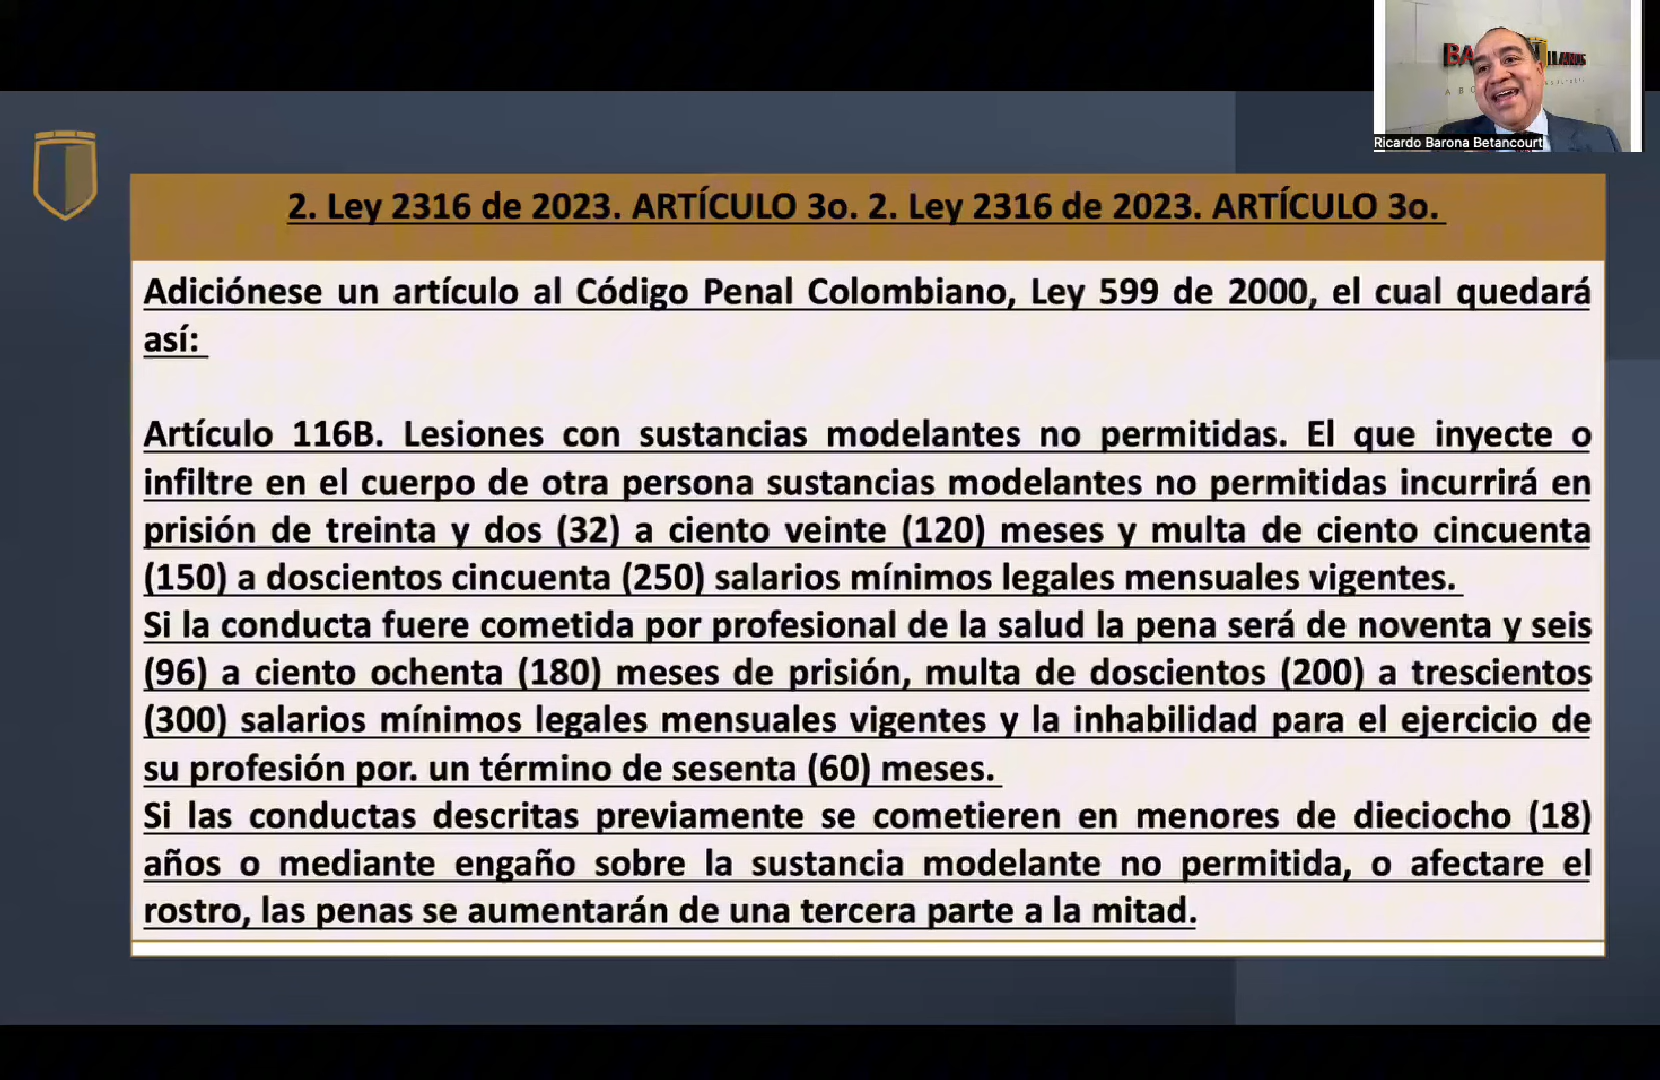 Ricardo Barona Betancourt
2. Ley 2316 de 2023. ARTÍCULO 3o. 2. Ley 2316 de 2023. ARTÍCULO 3o.
Adiciónese un artículo al Código Penal Colombiano, Ley 599 de 2000, el cual quedará
así:
Artículo 116B. Lesiones con sustancias modelantes no permitidas. El que inyecte o
infiltre en el cuerpo de otra persona sustancias modelantes no permitidas incurrirá en
prisión de treinta y dos (32) a ciento veinte (120) meses y multa de ciento cincuenta
(150) a doscientos cincuenta (250) salarios mínimos legales mensuales vigentes.
Si la conducta fuere cometida por profesional de la salud la pena será de noventa y seis
(96) a ciento ochenta (180) meses de prisión, multa de doscientos (200) a trescientos
(300) salarios mínimos legales mensuales vigentes y la inhabilidad para el ejercicio de
su profesión por. un término de sesenta (60) meses.
Si las conductas descritas previamente se cometieren en menores de dieciocho (18)
años o mediante engaño sobre la sustancia modelante no permitida, o afectare el
rostro, las penas se aumentarán de una tercera parte a la mitad.